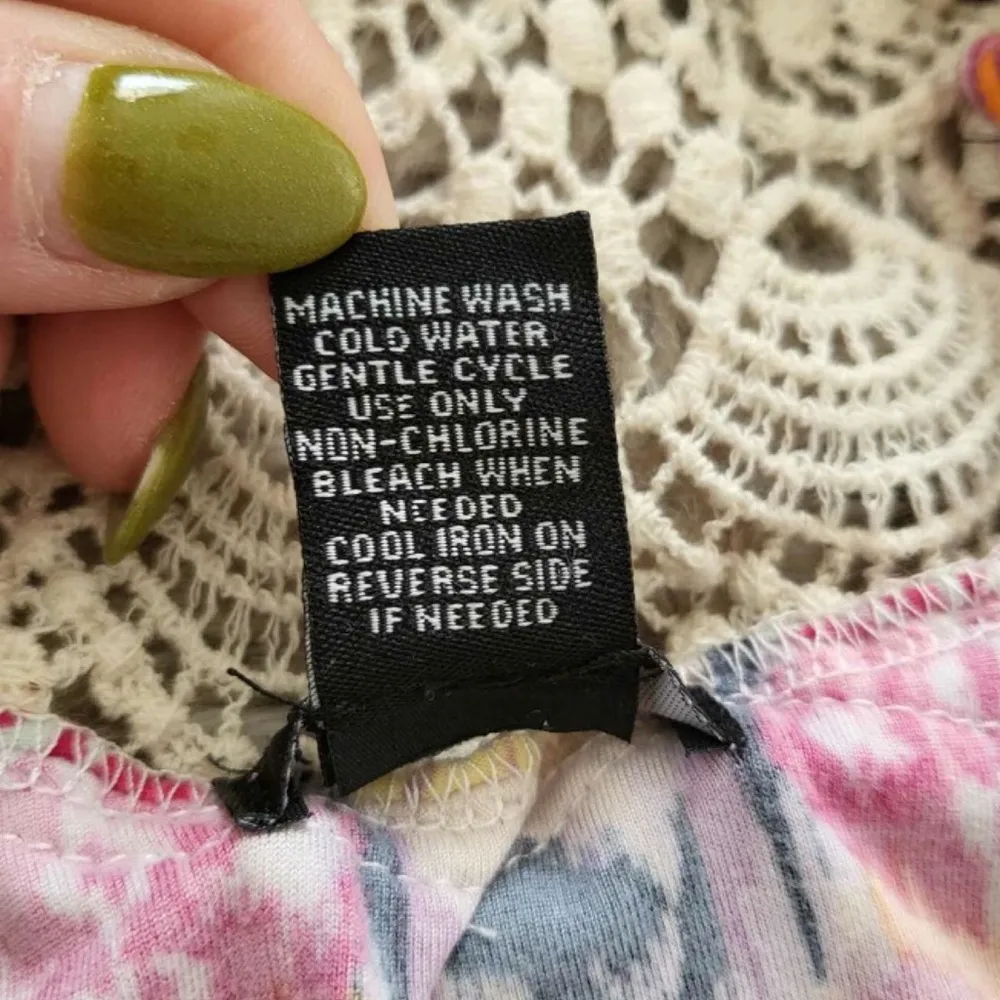 MACHINE WASH
COLD WATER
GENTLE CYCLE
USE ONLY
NON-CHLORINE
BLEACH WHEN
NEEDED
COOL IRON ON
REVERSE SIDE
IF NEEDED